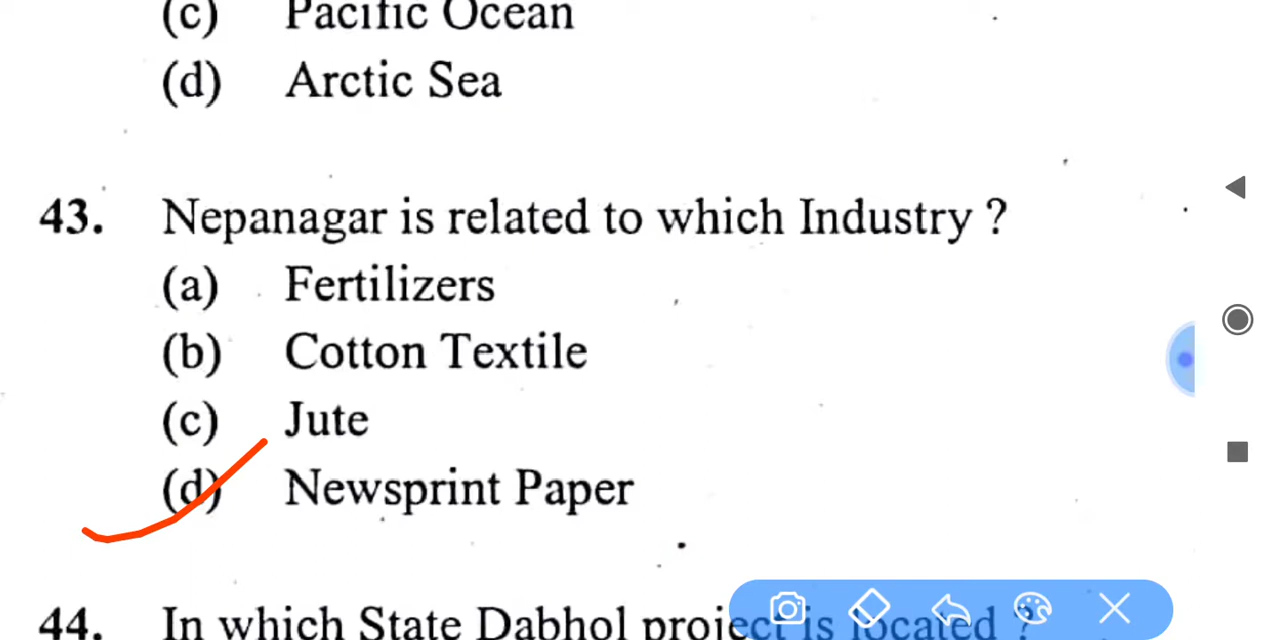 (c) Pacific Ocean
(d) Arctic Sea
43. Nepanagar is related to which Industry ?
(a) Fertilizers
(b) Cotton Textile
(c) Jute
(d) Newsprint Paper
44. In which State Dabhol project is located ?